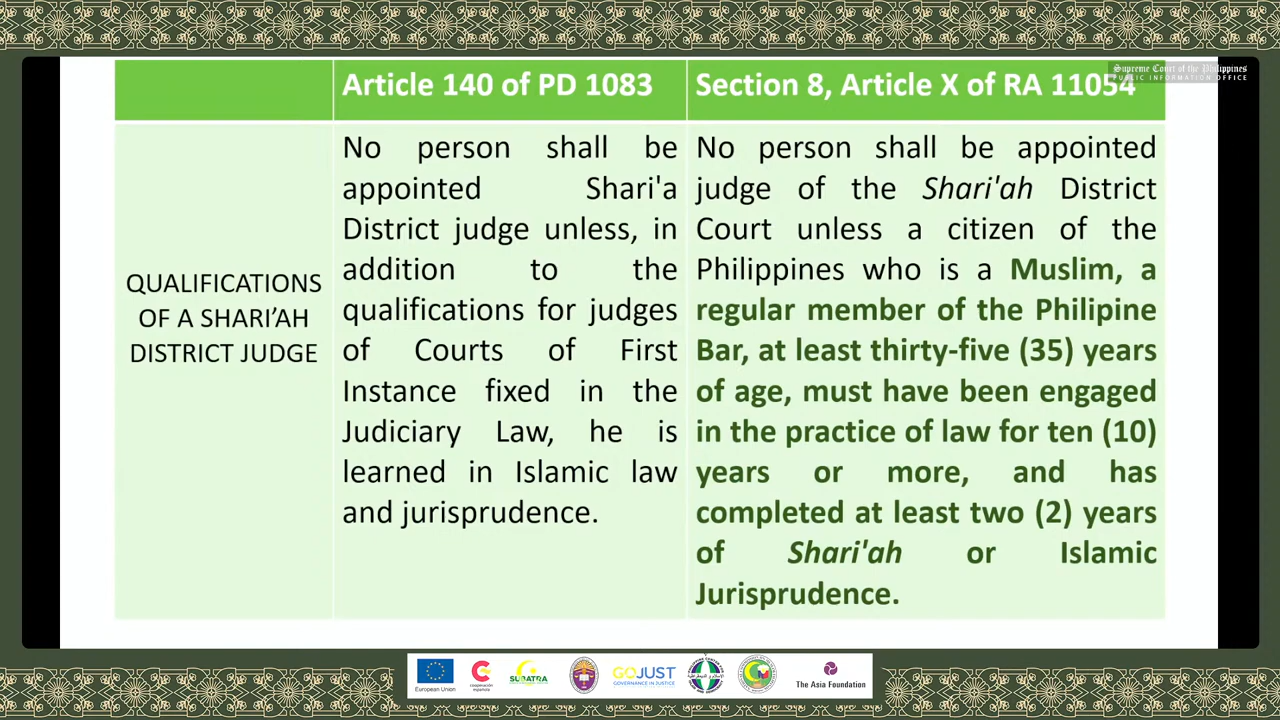 Supreme Court of the Philippines
PUBLIC INFORMATION OFFICE
Article 140 of PD 1083
Section 8, Article X of RA 11054
QUALIFICATIONS
OF A SHARI’AH
DISTRICT JUDGE
No person shall be
appointed Shari'a
District judge unless, in
addition to the
qualifications for judges
of Courts of First
Instance fixed in the
Judiciary Law, he is
learned in Islamic law
and jurisprudence.
No person shall be appointed
judge of the Shari'ah District
Court unless a citizen of the
Philippines who is a Muslim, a
regular member of the Philipine
Bar, at least thirty-five (35) years
of age, must have been engaged
in the practice of law for ten (10)
years or more, and has
completed at least two (2) years
of Shari'ah or Islamic
Jurisprudence.
European Union
cooperación
española
SUBATRA
GOJUST
GOVERNANCE IN JUSTICE
The Asia Foundation